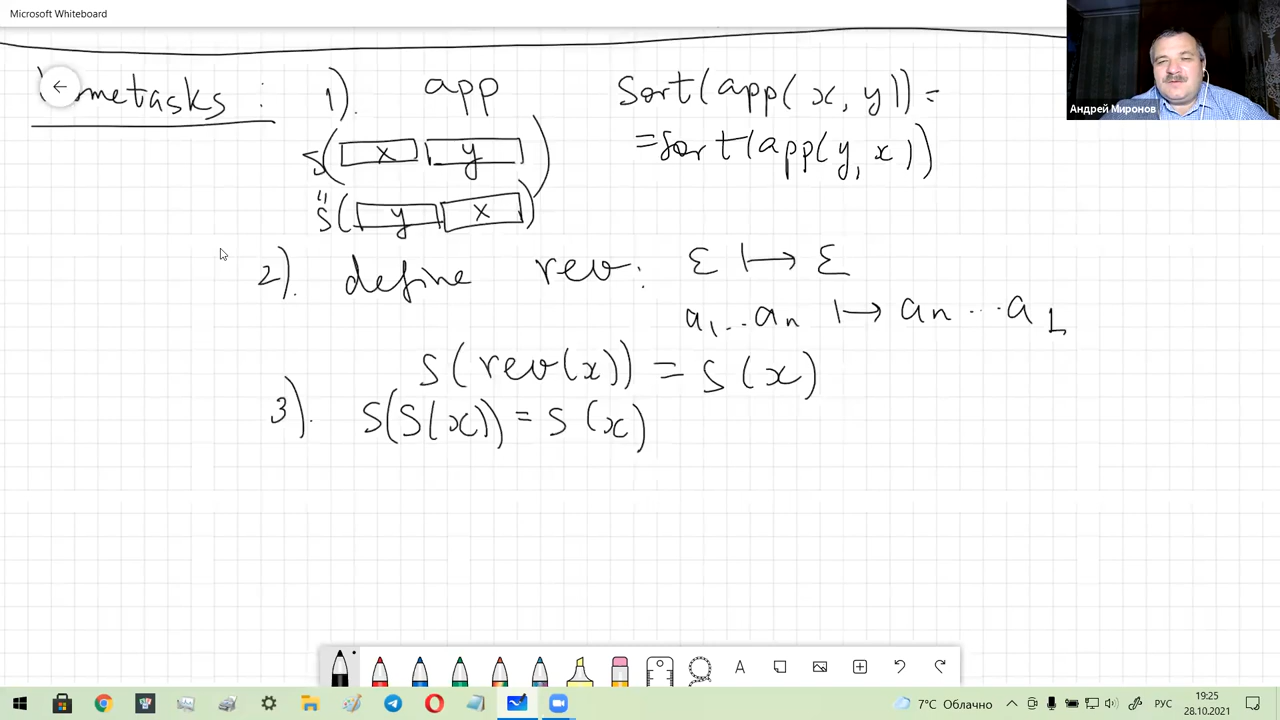 Microsoft Whiteboard
Андрей Миронов
metasks : 1). app sort(app(x, y)) =
= sort(app(y, x))
s( x y )
"
s( y x )
2). define rev: ε ↦ ε
a₁...aₙ ↦ aₙ...a₁
s(rev(x)) = s(x)
3). s(s(x)) = s(x)
A
7°C Облачно РУС 19:25
28.10.2021